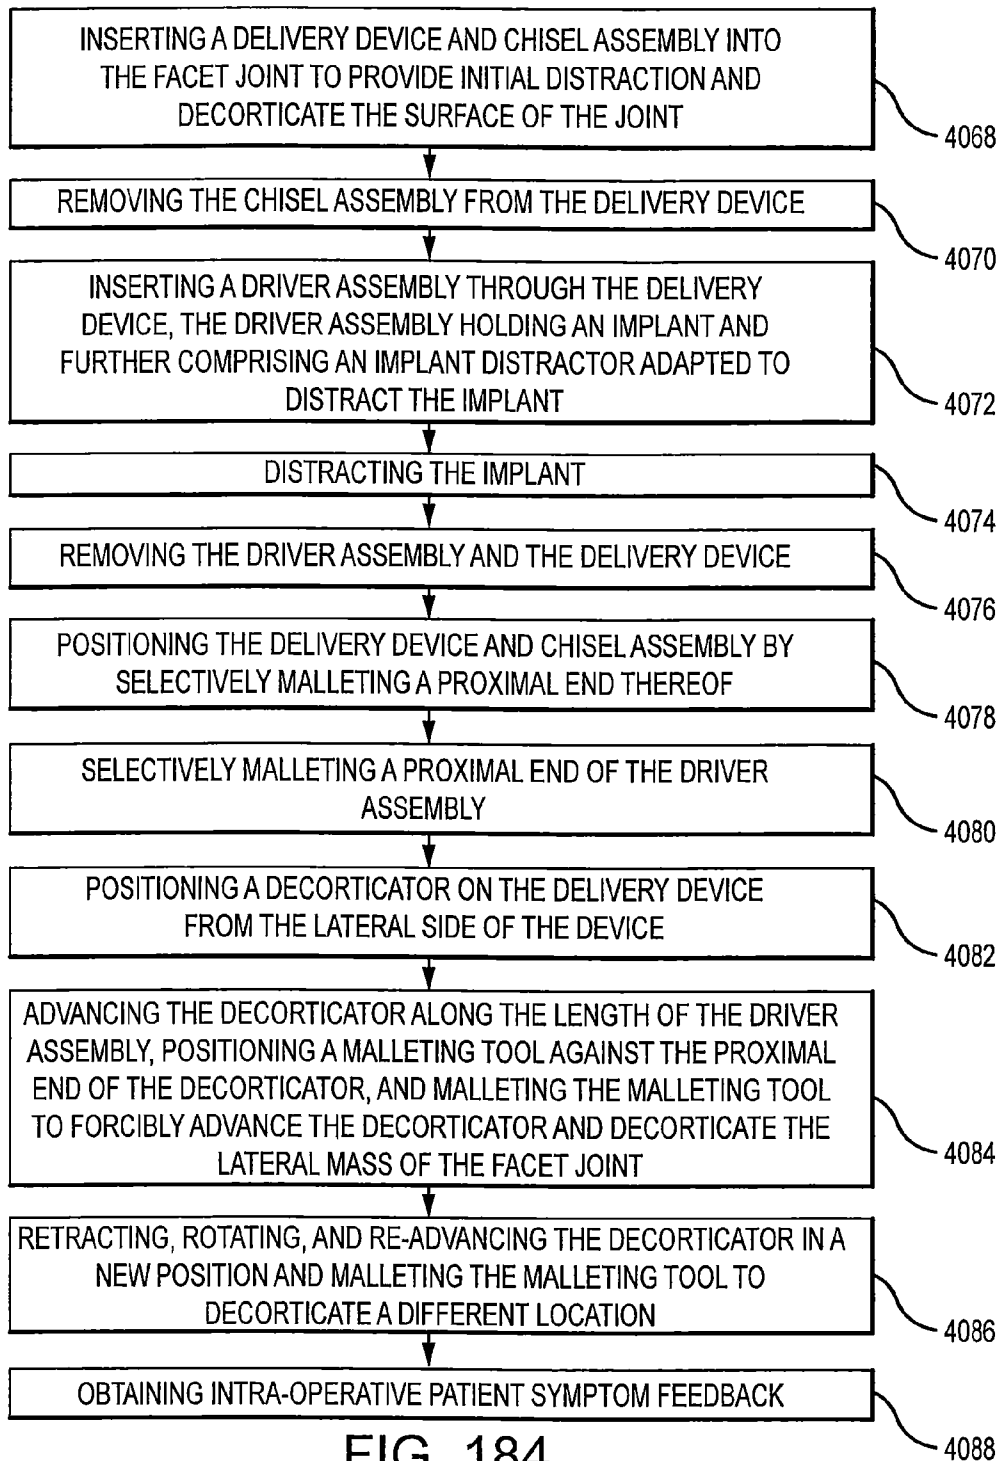 INSERTING A DELIVERY DEVICE AND CHISEL ASSEMBLY INTO
THE FACET JOINT TO PROVIDE INITIAL DISTRACTION AND
DECORTICATE THE SURFACE OF THE JOINT
4068
REMOVING THE CHISEL ASSEMBLY FROM THE DELIVERY DEVICE
4070
INSERTING A DRIVER ASSEMBLY THROUGH THE DELIVERY
DEVICE, THE DRIVER ASSEMBLY HOLDING AN IMPLANT AND
FURTHER COMPRISING AN IMPLANT DISTRACTOR ADAPTED TO
DISTRACT THE IMPLANT
4072
DISTRACTING THE IMPLANT
4074
REMOVING THE DRIVER ASSEMBLY AND THE DELIVERY DEVICE
4076
POSITIONING THE DELIVERY DEVICE AND CHISEL ASSEMBLY BY
SELECTIVELY MALLETING A PROXIMAL END THEREOF
4078
SELECTIVELY MALLETING A PROXIMAL END OF THE DRIVER
ASSEMBLY
4080
POSITIONING A DECORTICATOR ON THE DELIVERY DEVICE
FROM THE LATERAL SIDE OF THE DEVICE
4082
ADVANCING THE DECORTICATOR ALONG THE LENGTH OF THE DRIVER
ASSEMBLY, POSITIONING A MALLETING TOOL AGAINST THE PROXIMAL
END OF THE DECORTICATOR, AND MALLETING THE MALLETING TOOL
TO FORCIBLY ADVANCE THE DECORTICATOR AND DECORTICATE THE
LATERAL MASS OF THE FACET JOINT
4084
RETRACTING, ROTATING, AND RE-ADVANCING THE DECORTICATOR IN A
NEW POSITION AND MALLETING THE MALLETING TOOL TO
DECORTICATE A DIFFERENT LOCATION
4086
OBTAINING INTRA-OPERATIVE PATIENT SYMPTOM FEEDBACK
4088
FIG. 184